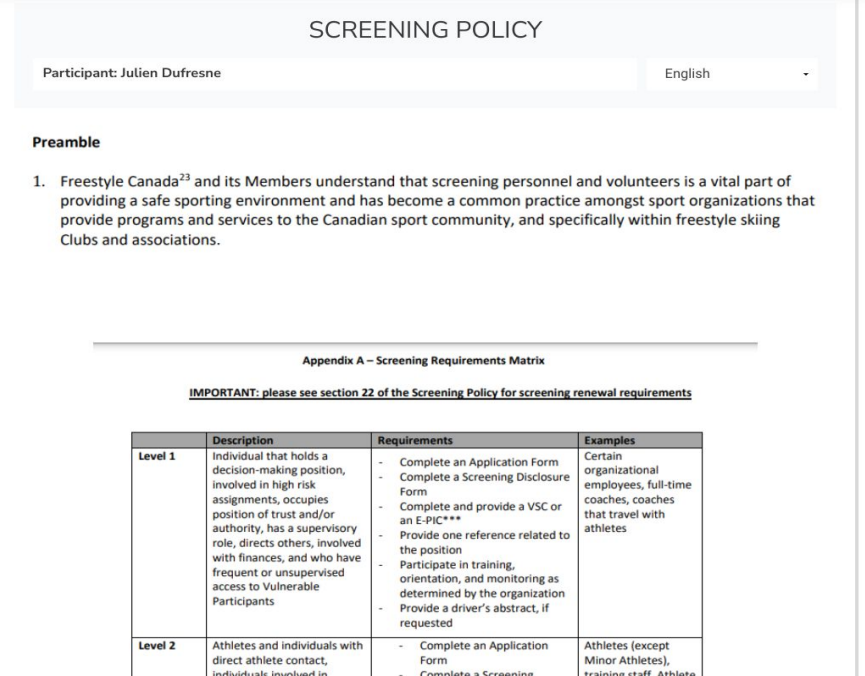 SCREENING POLICY
Participant: Julien Dufresne
English
Preamble
1. Freestyle Canada23 and its Members understand that screening personnel and volunteers is a vital part of
providing a safe sporting environment and has become a common practice amongst sport organizations that
provide programs and services to the Canadian sport community, and specifically within freestyle skiing
Clubs and associations.
Appendix A – Screening Requirements Matrix
IMPORTANT: please see section 22 of the Screening Policy for screening renewal requirements
Description
Requirements
Examples
Level 1
Individual that holds a
decision-making position,
involved in high risk
assignments, occupies
position of trust and/or
authority, has a supervisory
role, directs others, involved
with finances, and who have
frequent or unsupervised
access to Vulnerable
Participants
- Complete an Application Form
- Complete a Screening Disclosure
Form
- Complete and provide a VSC or
an E-PIC***
- Provide one reference related to
the position
- Participate in training,
orientation, and monitoring as
determined by the organization
- Provide a driver's abstract, if
requested
Certain
organizational
employees, full-time
coaches, coaches
that travel with
athletes
Level 2
Athletes and individuals with
direct athlete contact,
individuals involved in
- Complete an Application
Form
- Complete a Screening
Athletes (except
Minor Athletes),
training staff, Athlete